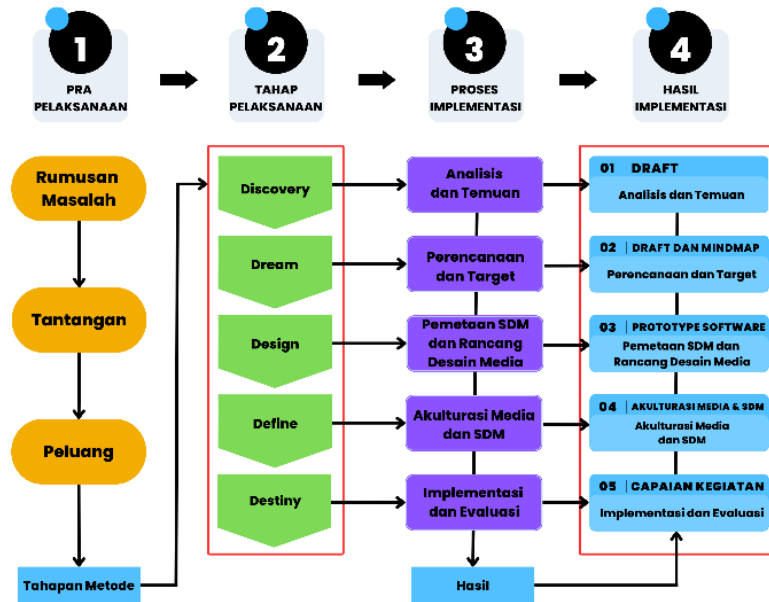 1
PRA
PELAKSANAAN
2
TAHAP
PELAKSANAAN
3
PROSES
IMPLEMENTASI
4
HASIL
IMPLEMENTASI
Rumusan
Masalah
Tantangan
Peluang
Tahapan Metode
Discovery
Dream
Design
Define
Destiny
Analisis
dan Temuan
Perencanaan
dan Target
Pemetaan SDM
dan Rancang
Desain Media
Akulturasi Media
dan SDM
Implementasi
dan Evaluasi
Hasil
01 DRAFT
Analisis dan Temuan
02 | DRAFT DAN MINDMAP
Perencanaan dan Target
03 | PROTOTYPE SOFTWARE
Pemetaan SDM dan
Rancang Desain Media
04 | AKULTURASI MEDIA & SDM
Akulturasi Media
dan SDM
05 | CAPAIAN KEGIATAN
Implementasi dan Evaluasi